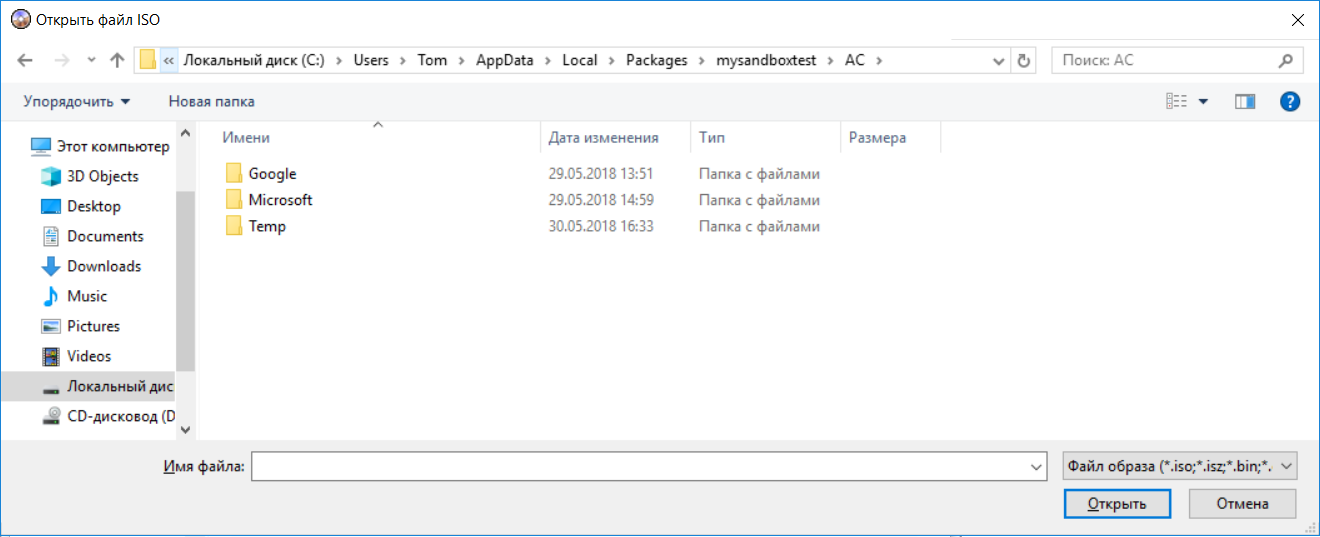 Открыть файл ISO
« Локальный диск (C:) › Users › Tom › AppData › Local › Packages › mysandboxtest › AC › Поиск: AC
Упорядочить Новая папка
Имени Дата изменения Тип Размера
Этот компьютер
3D Objects
Desktop
Documents
Downloads
Music
Pictures
Videos
Локальный дис
CD-дисковод (D
Google 29.05.2018 13:51 Папка с файлами
Microsoft 29.05.2018 14:59 Папка с файлами
Temp 30.05.2018 16:33 Папка с файлами
Имя файла: Файл образа (*.iso;*.isz;*.bin;*.
Открыть Отмена